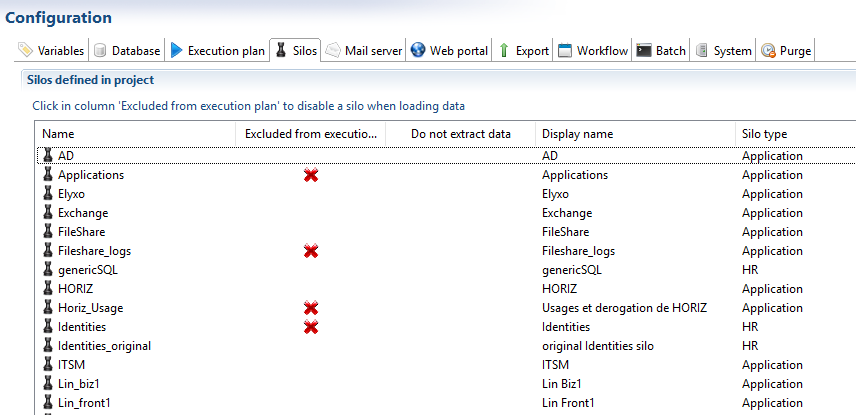 Configuration
Variables Database Execution plan Silos Mail server Web portal Export Workflow Batch System Purge
Silos defined in project
Click in column 'Excluded from execution plan' to disable a silo when loading data
Name Excluded from executio... Do not extract data Display name Silo type
AD AD Application
Applications Applications Application
Elyxo Elyxo Application
Exchange Exchange Application
FileShare FileShare Application
Fileshare_logs Fileshare_logs Application
genericSQL genericSQL HR
HORIZ HORIZ Application
Horiz_Usage Usages et derogation de HORIZ Application
Identities Identities HR
Identities_original original Identities silo HR
ITSM ITSM Application
Lin_biz1 Lin Biz1 Application
Lin_front1 Lin Front1 Application